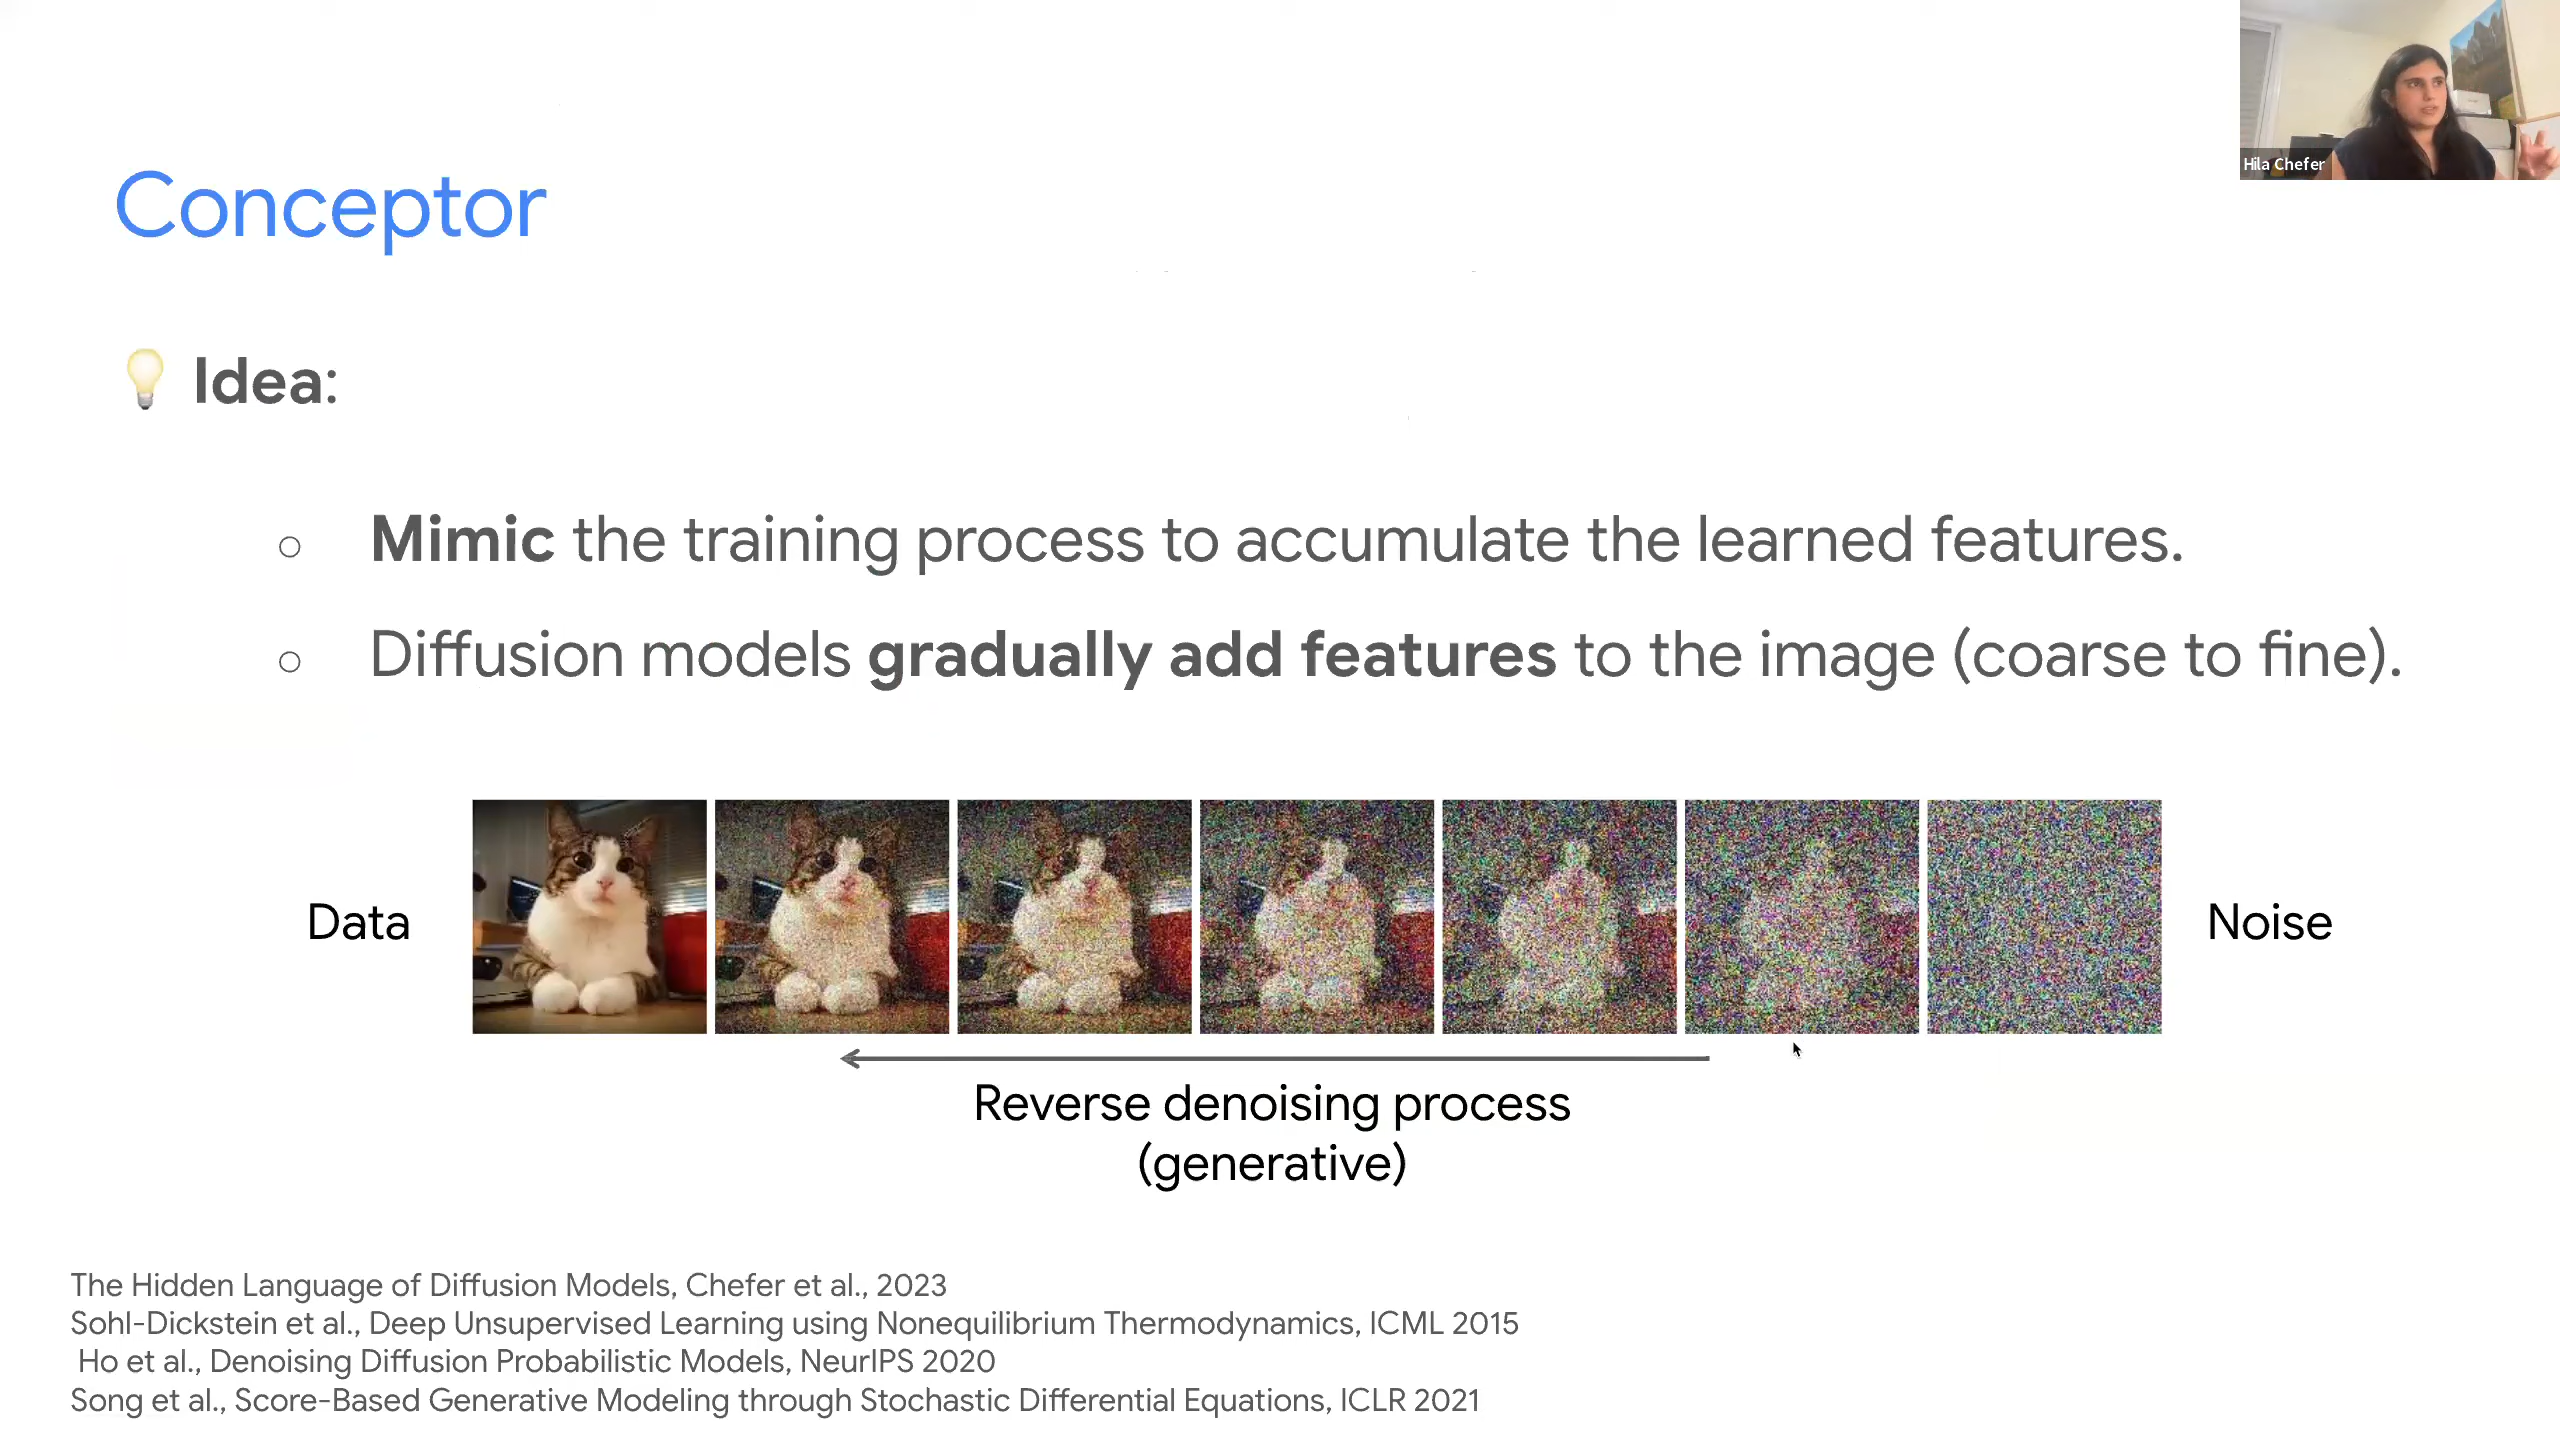 Hila Chefer
Conceptor
Idea:
Mimic the training process to accumulate the learned features.
Diffusion models gradually add features to the image (coarse to fine).
Data
Noise
Reverse denoising process
(generative)
The Hidden Language of Diffusion Models, Chefer et al., 2023
Sohl-Dickstein et al., Deep Unsupervised Learning using Nonequilibrium Thermodynamics, ICML 2015
Ho et al., Denoising Diffusion Probabilistic Models, NeurIPS 2020
Song et al., Score-Based Generative Modeling through Stochastic Differential Equations, ICLR 2021